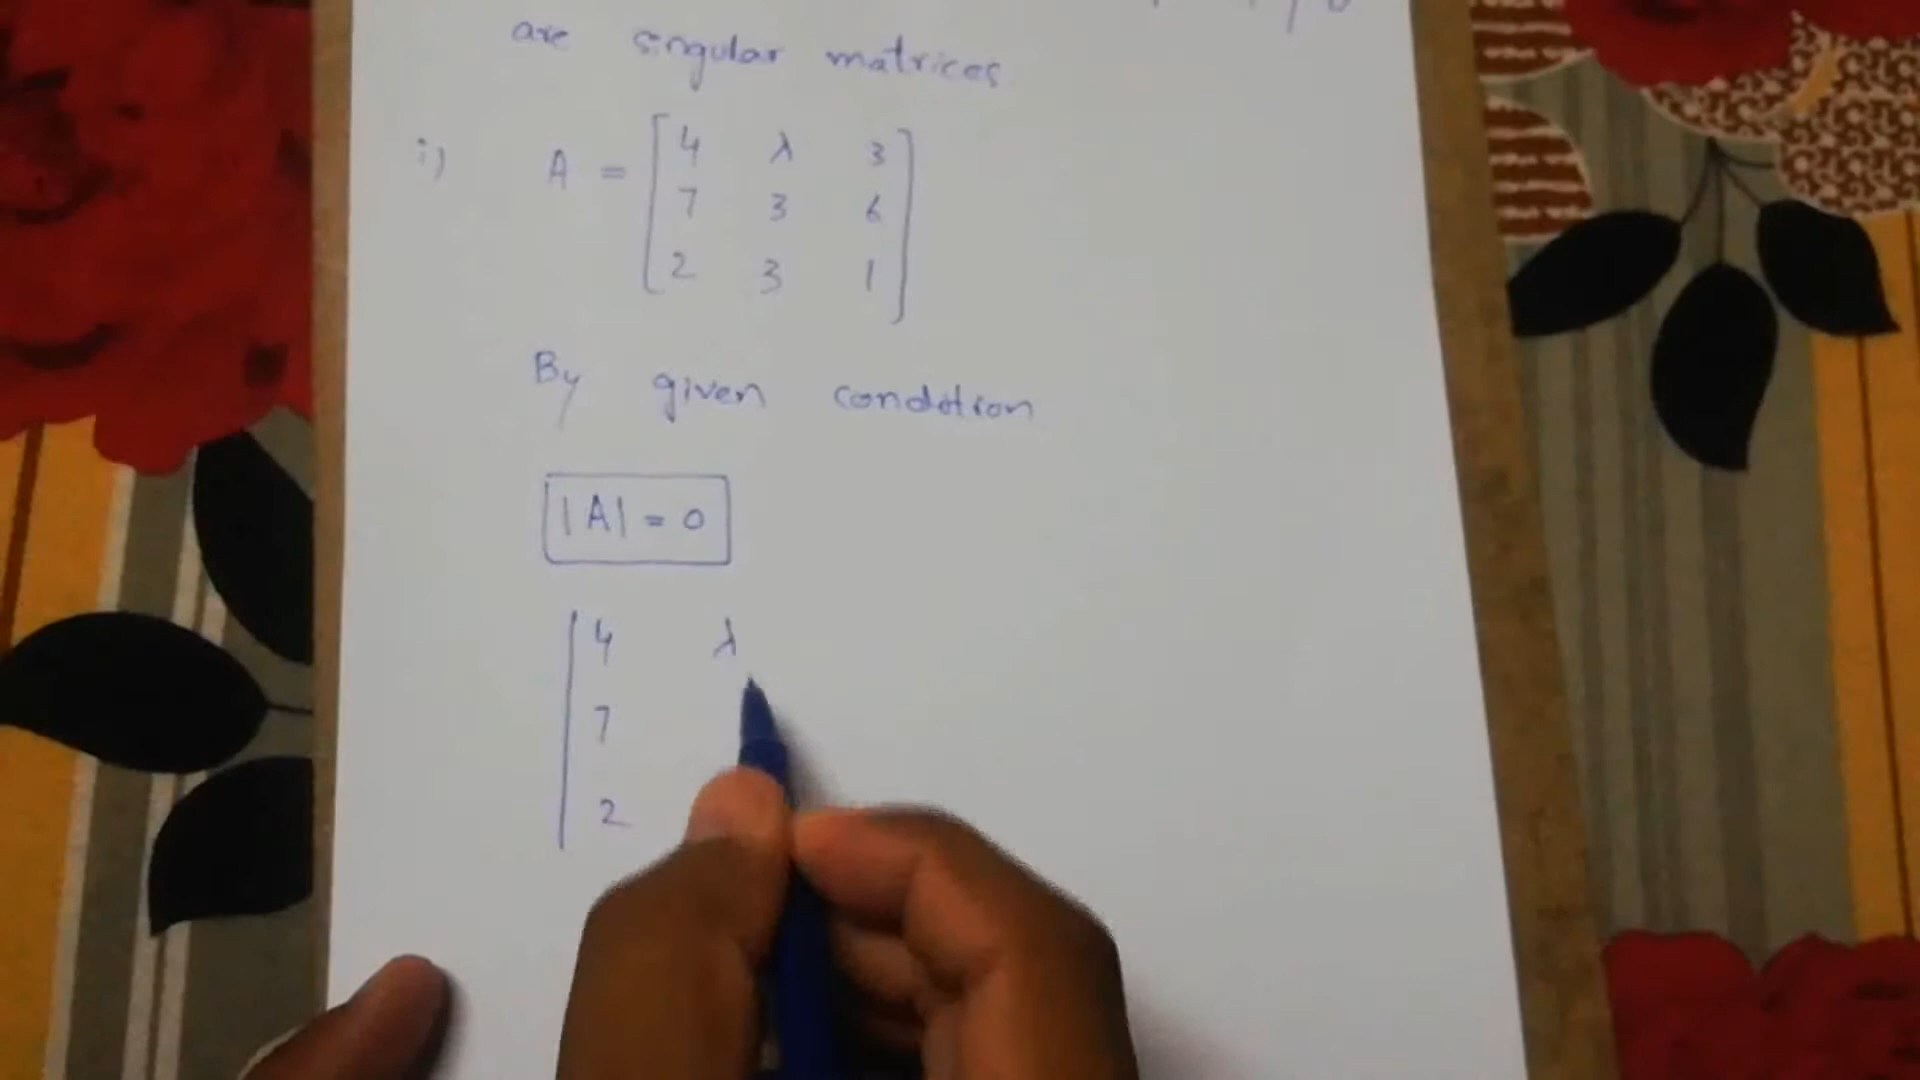 are singular matrices
i) A = [4 λ 3
7 3 6
2 3 1]
By given condition
|A| = 0
|4 λ
7
2